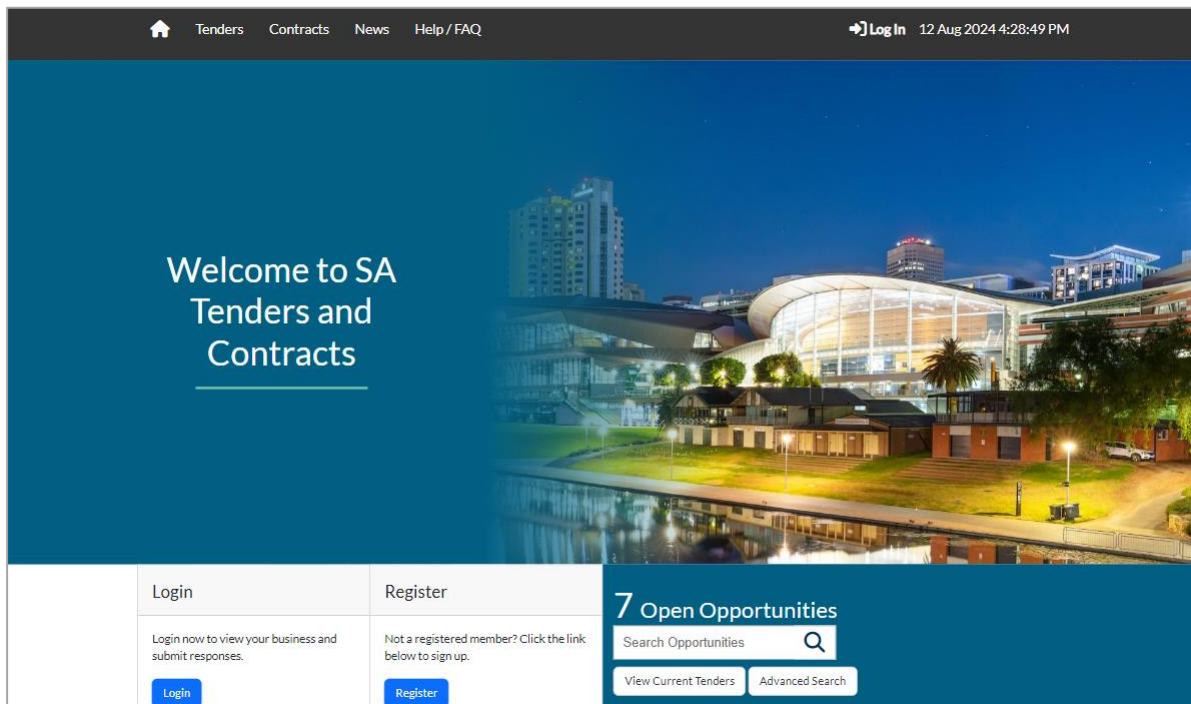 Tenders Contracts News Help / FAQ Log In 12 Aug 2024 4:28:49 PM
Welcome to SA
Tenders and
Contracts
Login
Login now to view your business and
submit responses.
Login
Register
Not a registered member? Click the link
below to sign up.
Register
7 Open Opportunities
Search Opportunities
View Current Tenders Advanced Search